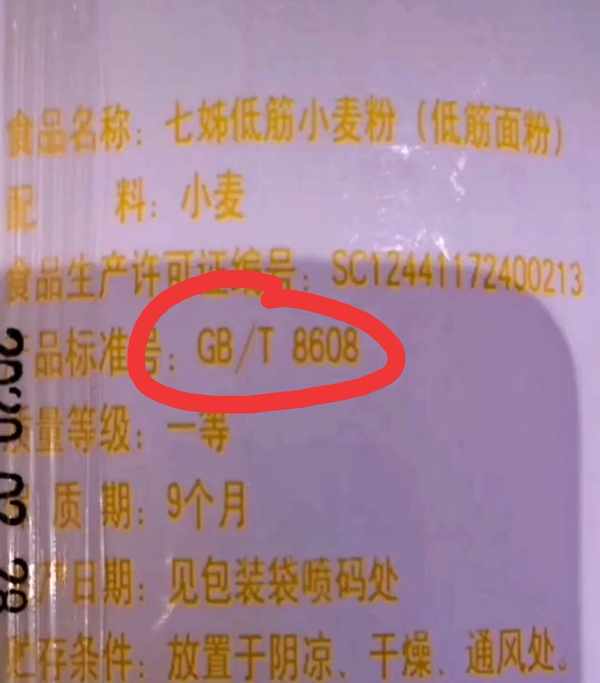 食品名称：七姊低筋小麦粉（低筋面粉）
配 料：小麦
食品生产许可证编号：SC12441172400213
产品标准号：GB/T 8608
质量等级：一等
质 期：9个月
产日期：见包装袋喷码处
贮存条件：放置于阴凉、干燥、通风处。